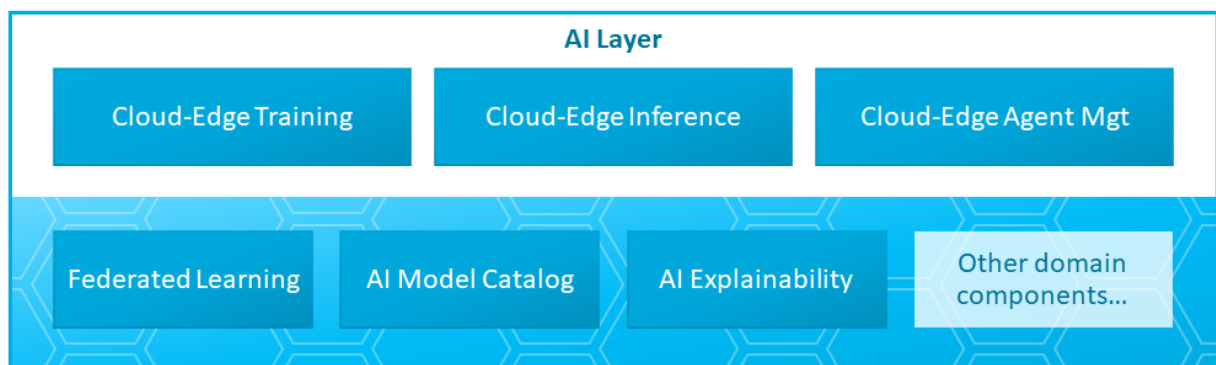 AI Layer
Cloud-Edge Training
Cloud-Edge Inference
Cloud-Edge Agent Mgt
Federated Learning
AI Model Catalog
AI Explainability
Other domain
components...